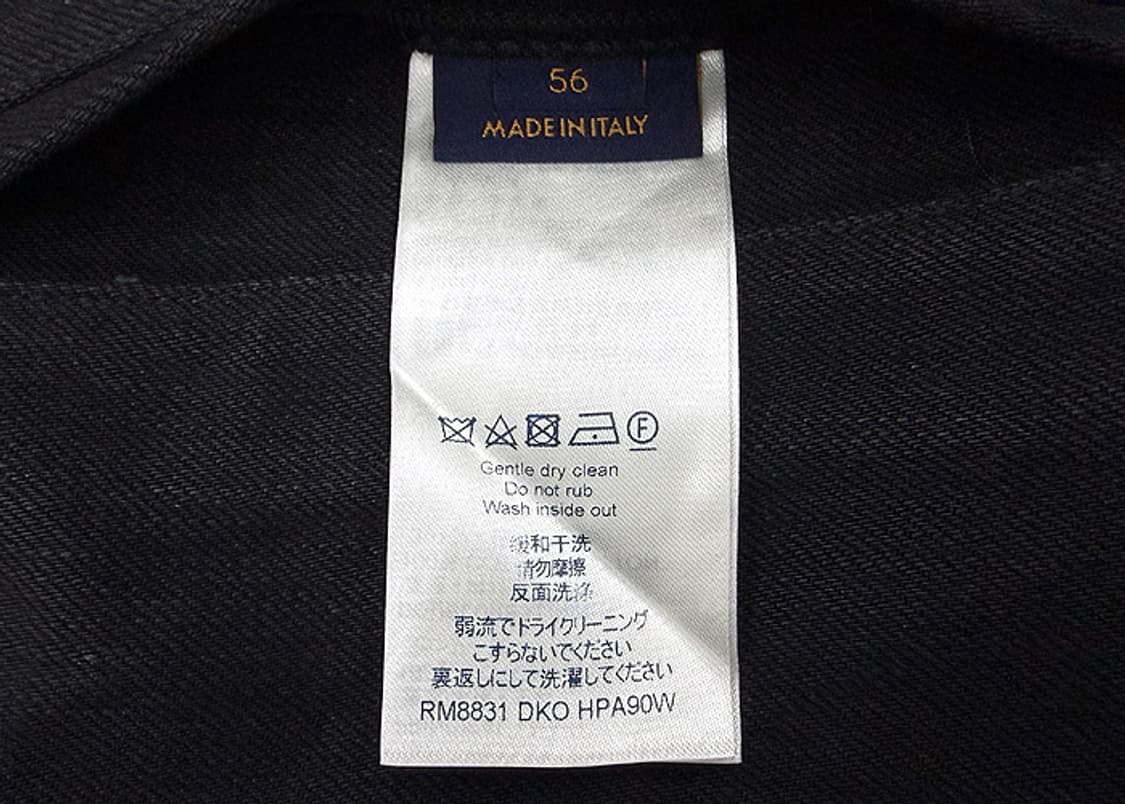 56
MADE IN ITALY
F
Gentle dry clean
Do not rub
Wash inside out
缓和干洗
请勿摩擦
反面洗涤
弱流でドライクリーニング
こすらないでください
裏返しにして洗濯してください
RM8831 DKO HPA90W